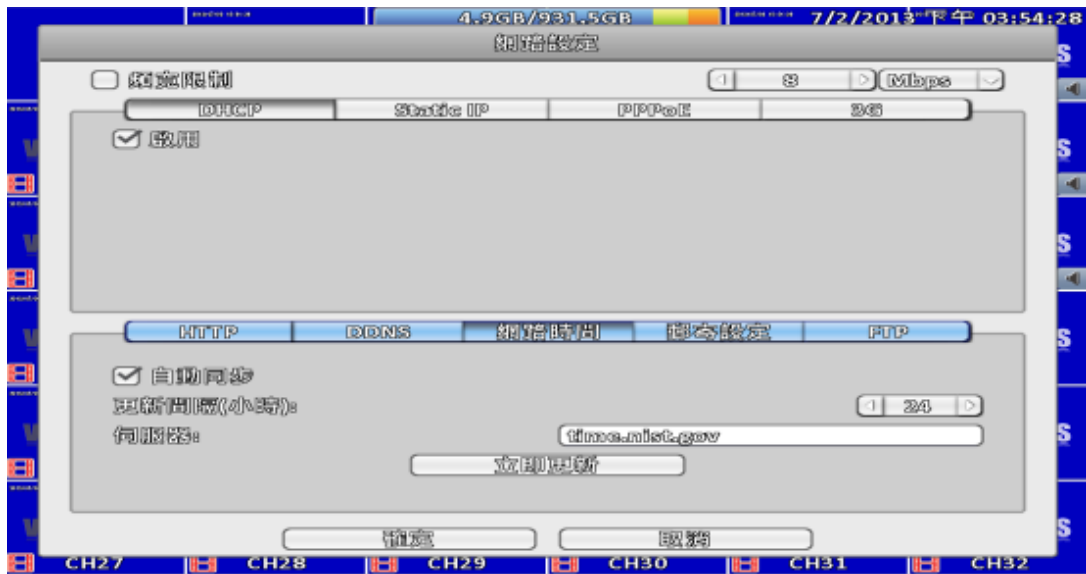 4.9GB/931.5GB 7/2/2013 下午 03:54:28
網路設定
頻寬限制 8 Mbps
DHCP Static IP PPPoE 3G
啟用
HTTP DDNS 網路時間 郵寄設定 FTP
自動同步
更新間隔(小時): 24
伺服器: time.nist.gov
立即更新
確定 取消
CH27 CH28 CH29 CH30 CH31 CH32